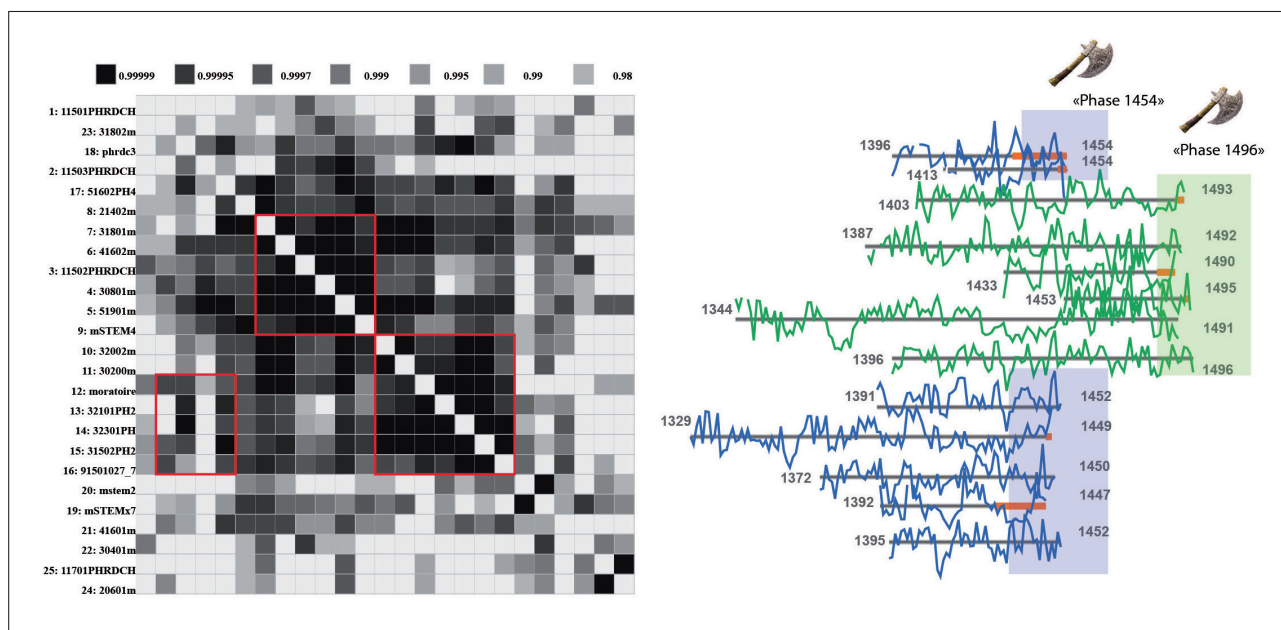 0.99999 0.99995 0.9997 0.999 0.995 0.99 0.98
1: 11501PHRDCH
23: 31802m
18: phrdc3
2: 11503PHRDCH
17: 51602PH4
8: 21402m
7: 31801m
6: 41602m
3: 11502PHRDCH
4: 30801m
5: 51901m
9: mSTEM4
10: 32002m
11: 30200m
12: moratoire
13: 32101PH2
14: 32301PH
15: 31502PH2
16: 91501027_7
20: mstem2
19: mSTEMx7
21: 41601m
22: 30401m
25: 11701PHRDCH
24: 20601m
«Phase 1454»
«Phase 1496»
1396 1454
1413 1454
1403 1493
1387 1492
1433 1490
1453 1495
1344 1491
1396 1496
1391 1452
1329 1449
1372 1450
1392 1447
1395 1452